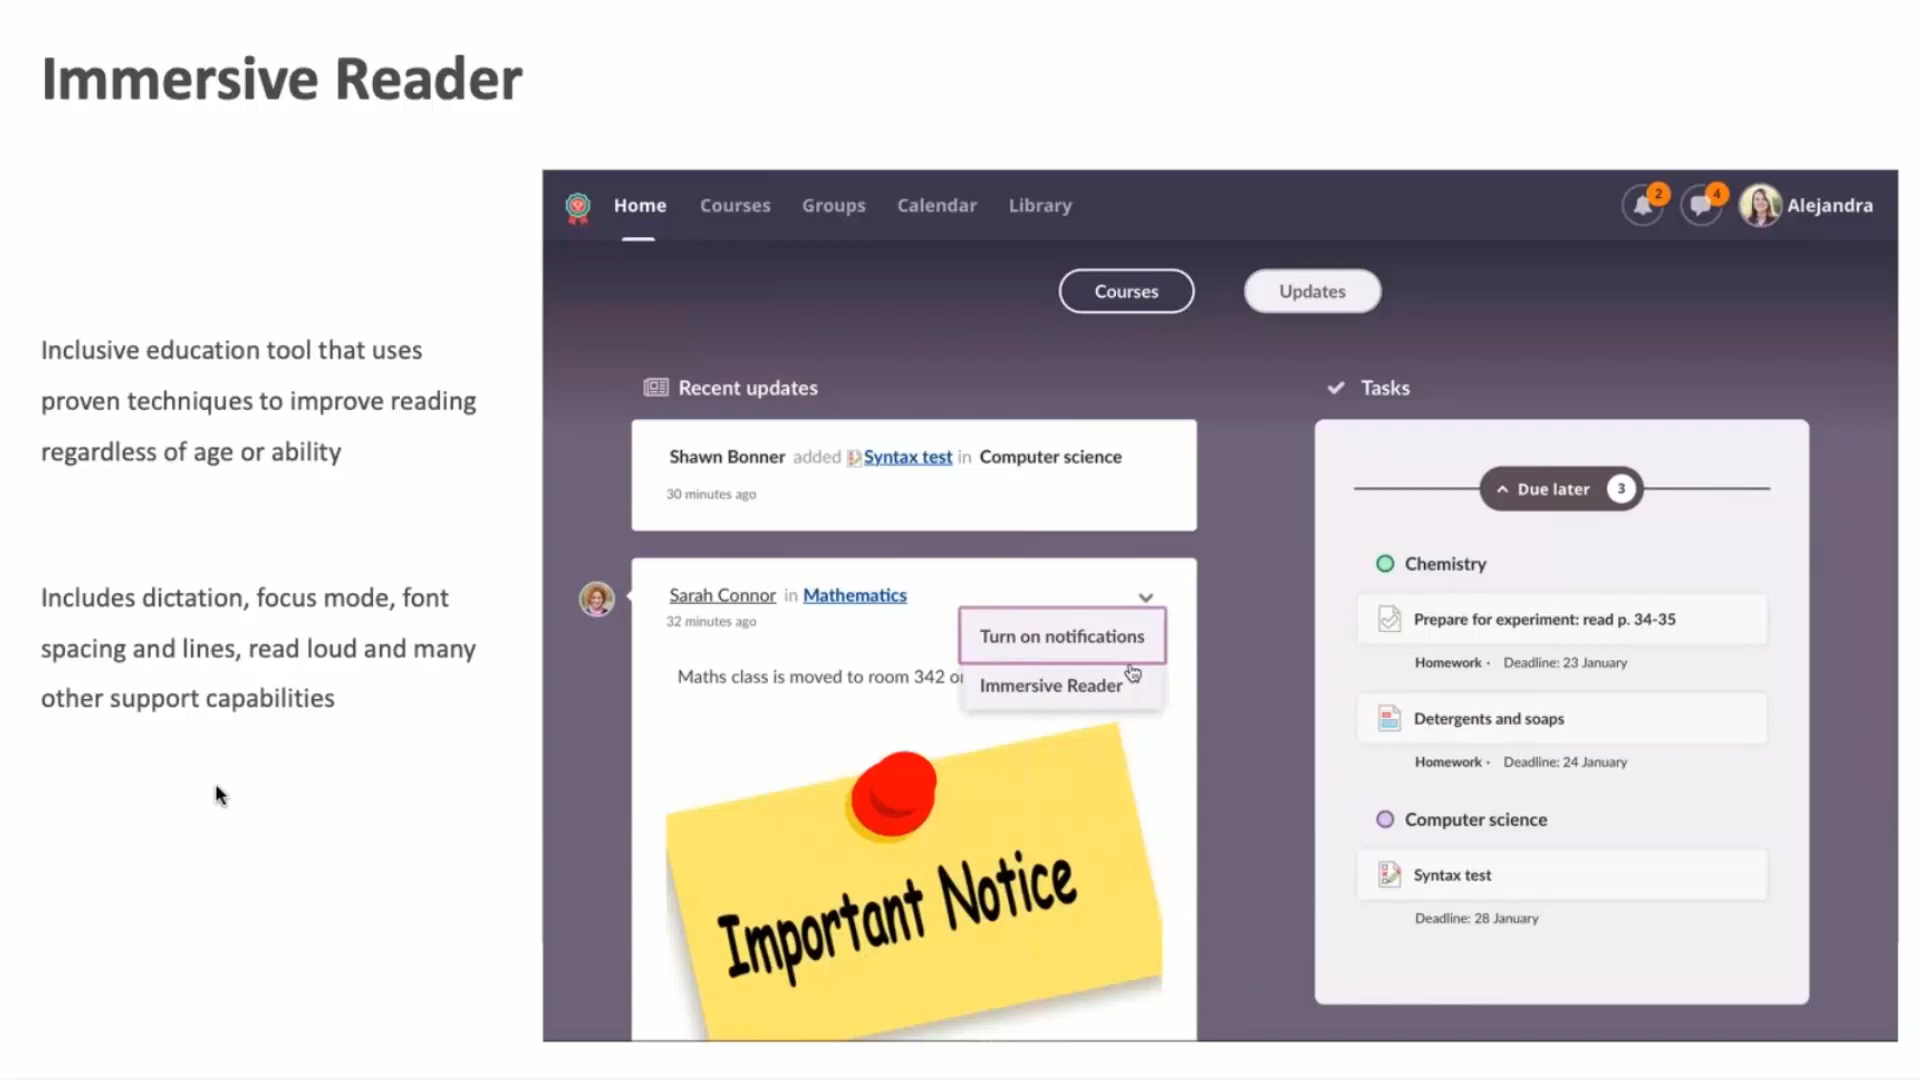 Immersive Reader
Inclusive education tool that uses
proven techniques to improve reading
regardless of age or ability
Includes dictation, focus mode, font
spacing and lines, read loud and many
other support capabilities
Home Courses Groups Calendar Library 2 4 Alejandra
Courses Updates
Recent updates
Shawn Bonner added Syntax test in Computer science
30 minutes ago
Sarah Connor in Mathematics
32 minutes ago
Turn on notifications
Immersive Reader
Maths class is moved to room 342
Important Notice
Tasks
Due later 3
Chemistry
Prepare for experiment: read p. 34-35
Homework · Deadline: 23 January
Detergents and soaps
Homework · Deadline: 24 January
Computer science
Syntax test
Deadline: 28 January